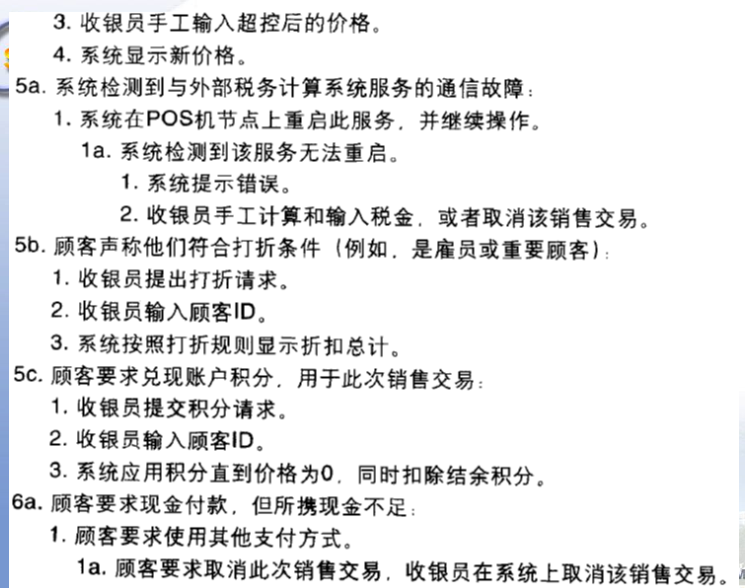 3. 收银员手工输入超控后的价格。
4. 系统显示新价格。
5a. 系统检测到与外部税务计算系统服务的通信故障：
1. 系统在POS机节点上重启此服务，并继续操作。
1a. 系统检测到该服务无法重启。
1. 系统提示错误。
2. 收银员手工计算和输入税金，或者取消该销售交易。
5b. 顾客声称他们符合打折条件（例如，是雇员或重要顾客）：
1. 收银员提出打折请求。
2. 收银员输入顾客ID。
3. 系统按照打折规则显示折扣总计。
5c. 顾客要求兑现账户积分，用于此次销售交易：
1. 收银员提交积分请求。
2. 收银员输入顾客ID。
3. 系统应用积分直到价格为0，同时扣除结余积分。
6a. 顾客要求现金付款，但所携现金不足：
1. 顾客要求使用其他支付方式。
1a. 顾客要求取消此次销售交易，收银员在系统上取消该销售交易。